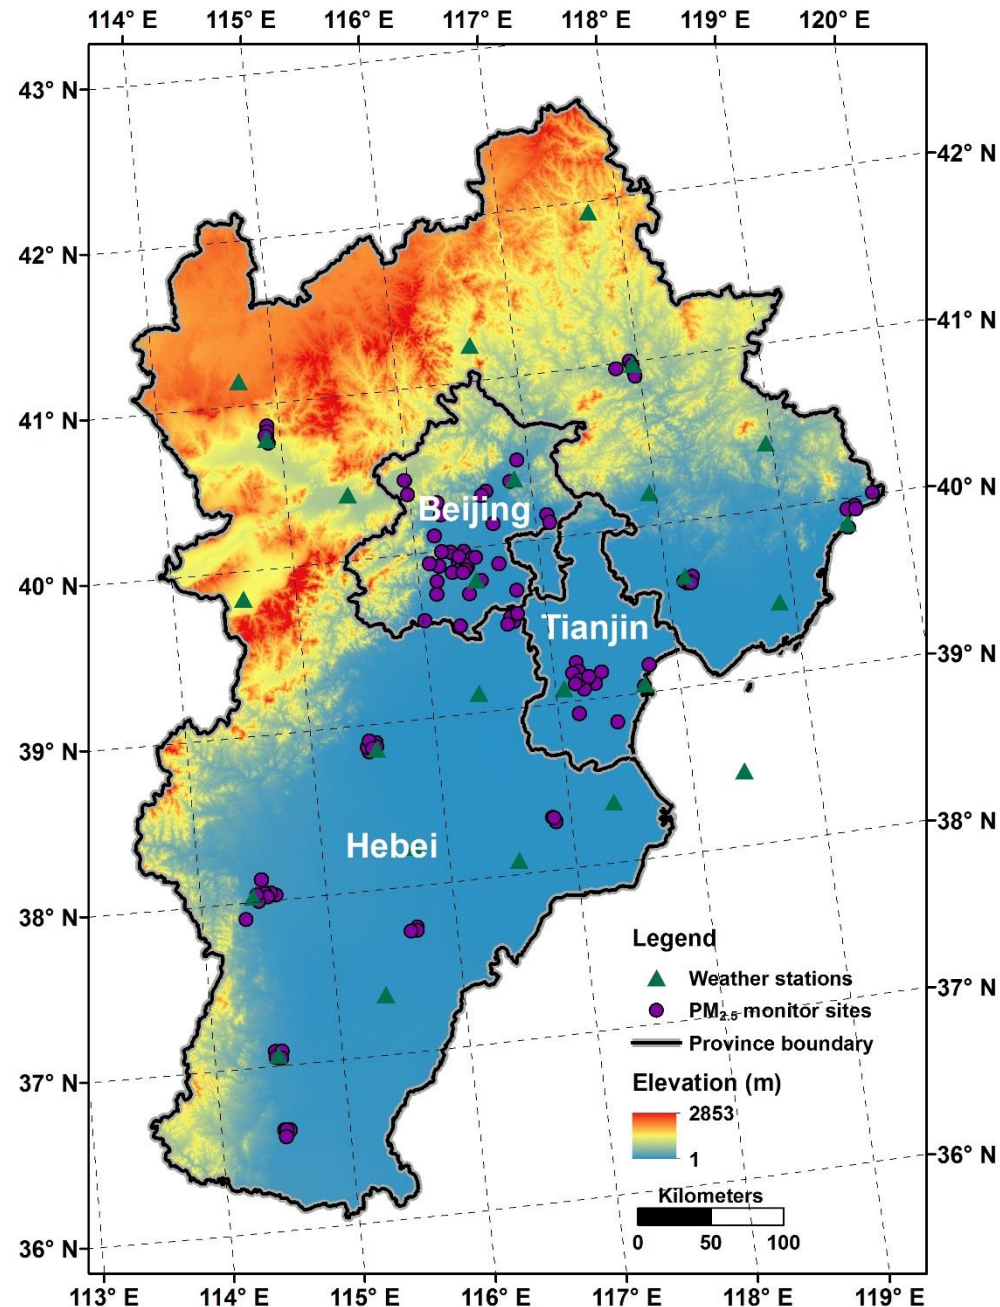 114° E 115° E 116° E 117° E 118° E 119° E 120° E
43° N
42° N
42° N
41° N
41° N
40° N
Beijing
40° N
Tianjin
39° N
39° N
38° N
Hebei
38° N
Legend
Weather stations
37° N
PM2.5 monitor sites
Province boundary
37° N
Elevation (m)
2853
1
36° N
Kilometers
0 50 100
36° N
113° E 114° E 115° E 116° E 117° E 118° E 119° E